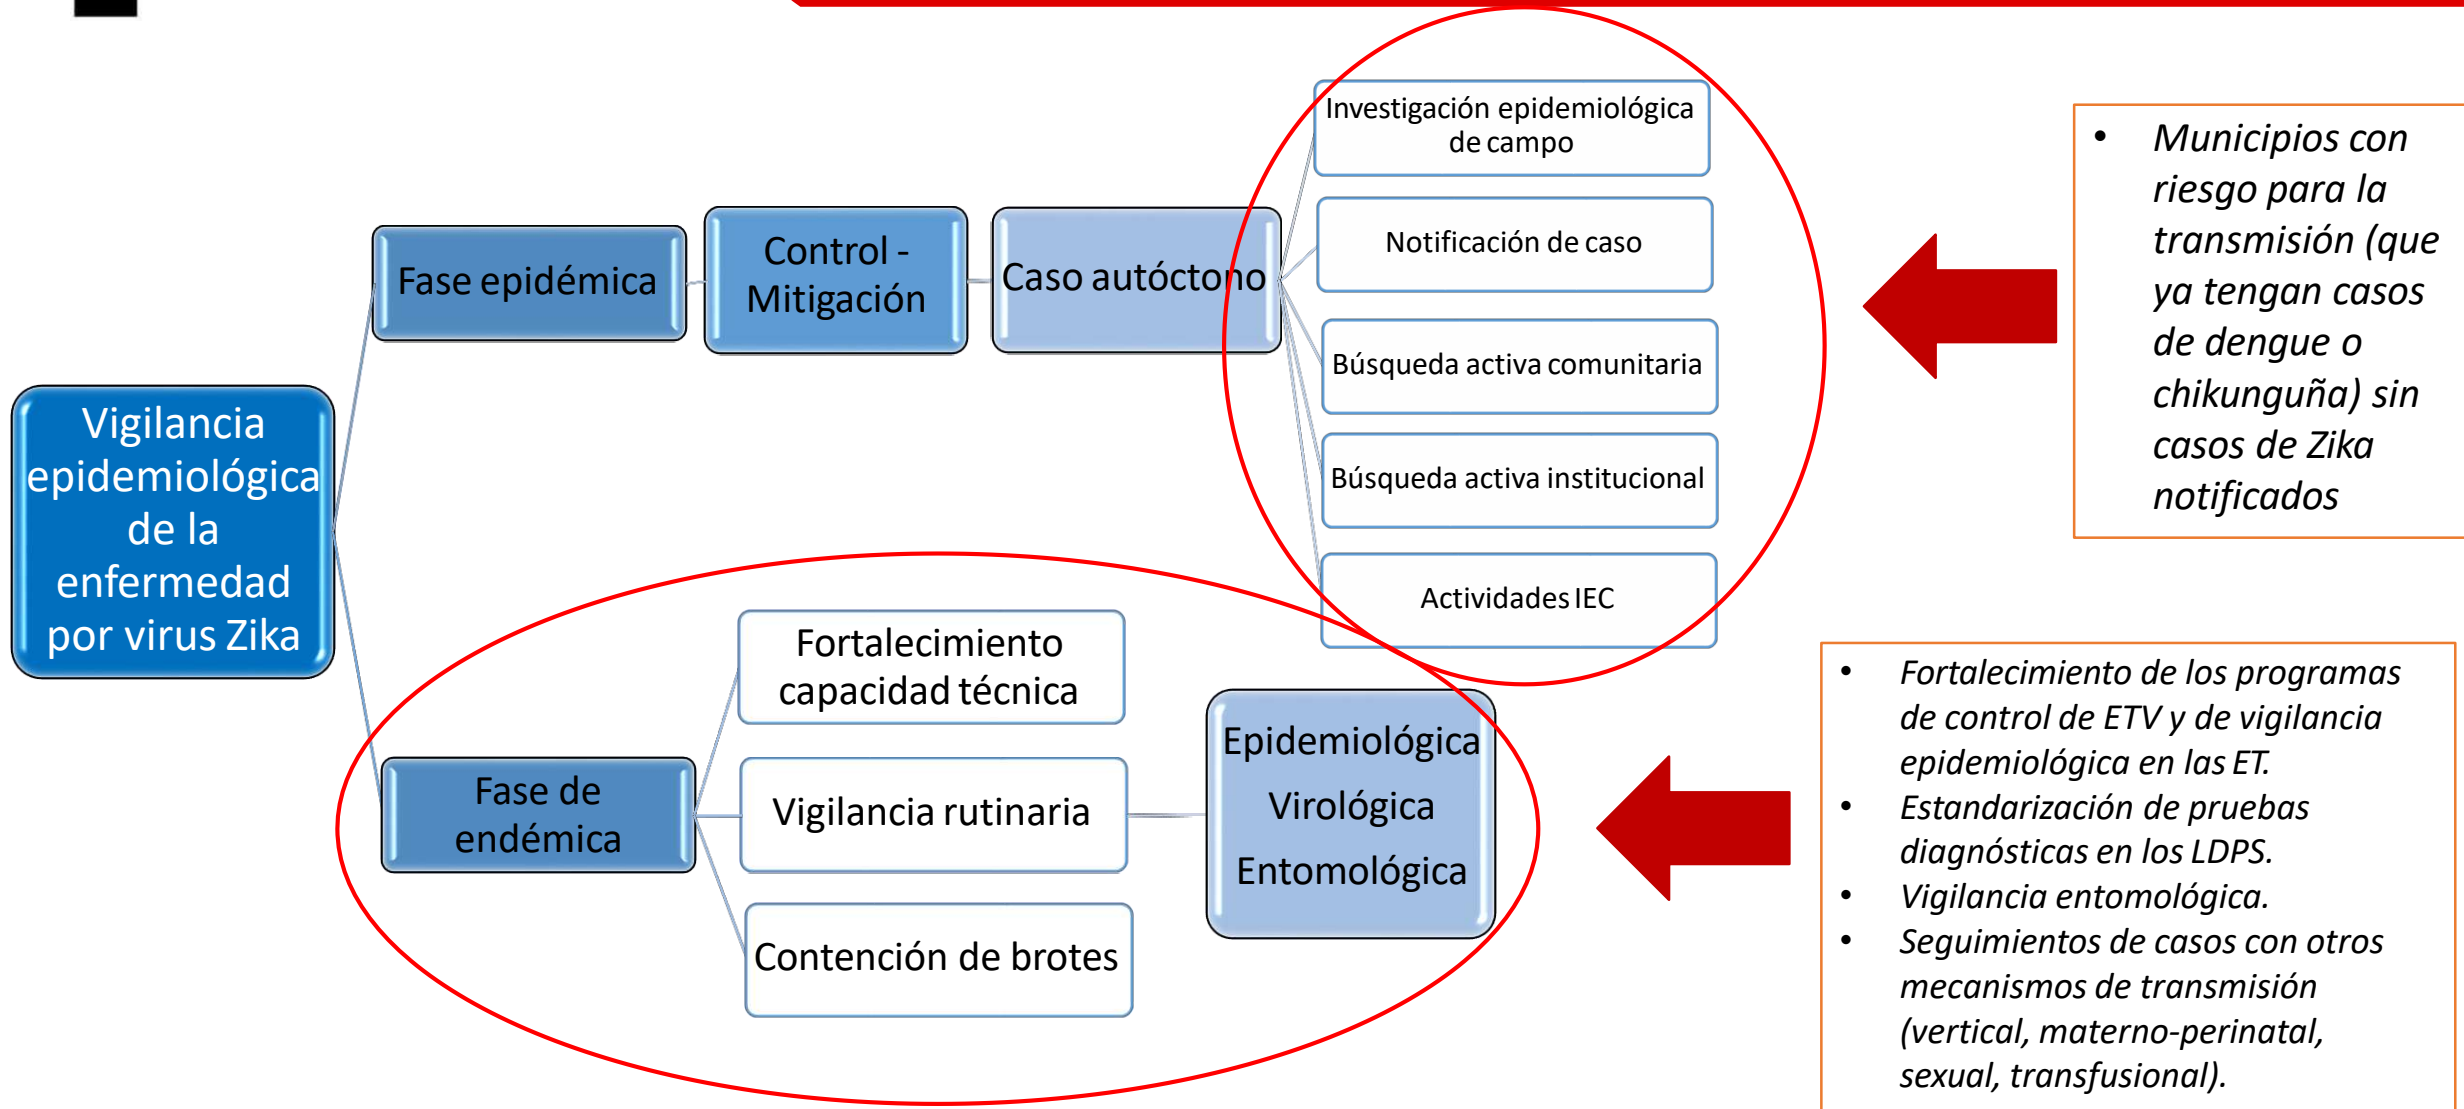 Vigilancia
epidemiológica
de la
enfermedad
por virus Zika
Fase epidémica
Control -
Mitigación
Caso autóctono
Investigación epidemiológica
de campo
Notificación de caso
Búsqueda activa comunitaria
Búsqueda activa institucional
Actividades IEC
• Municipios con
riesgo para la
transmisión (que
ya tengan casos
de dengue o
chikunguña) sin
casos de Zika
notificados
Fase de
endémica
Fortalecimiento
capacidad técnica
Vigilancia rutinaria
Contención de brotes
Epidemiológica
Virológica
Entomológica
• Fortalecimiento de los programas
de control de ETV y de vigilancia
epidemiológica en las ET.
• Estandarización de pruebas
diagnósticas en los LDPS.
• Vigilancia entomológica.
• Seguimientos de casos con otros
mecanismos de transmisión
(vertical, materno-perinatal,
sexual, transfusional).